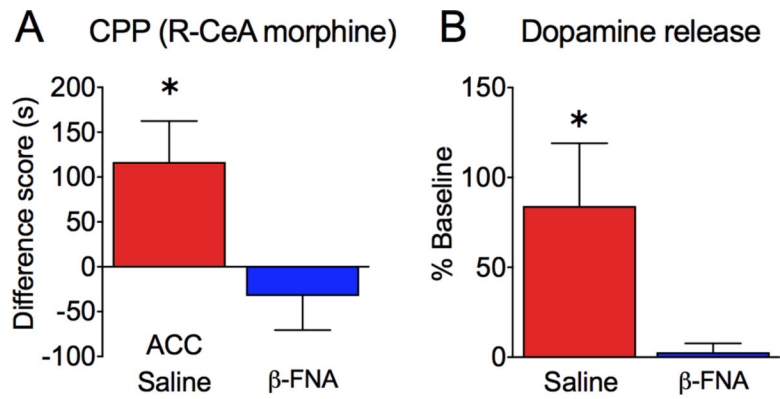 A CPP (R-CeA morphine)
Difference score (s)
200
150
100
50
0
-50
-100
*
ACC
Saline
β-FNA
B Dopamine release
% Baseline
150
100
50
0
*
Saline
β-FNA